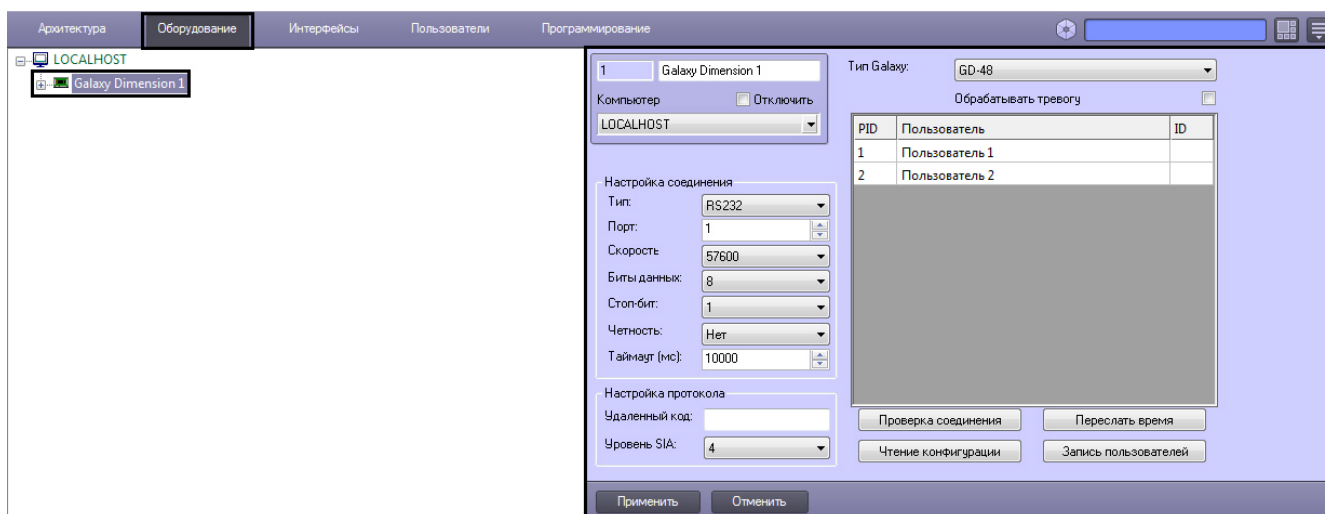 Архитектура Оборудование Интерфейсы Пользователи Программирование
LOCALHOST
Galaxy Dimension 1
1 Galaxy Dimension 1
Компьютер Отключить
LOCALHOST
Настройка соединения
Тип: RS232
Порт: 1
Скорость 57600
Биты данных: 8
Стоп-бит: 1
Четность: Нет
Таймаут (мс): 10000
Настройка протокола
Удаленный код:
Уровень SIA: 4
Тип Galaxy: GD-48
Обрабатывать тревогу
PID Пользователь ID
1 Пользователь 1
2 Пользователь 2
Проверка соединения Переслать время
Чтение конфигурации Запись пользователей
Применить Отменить